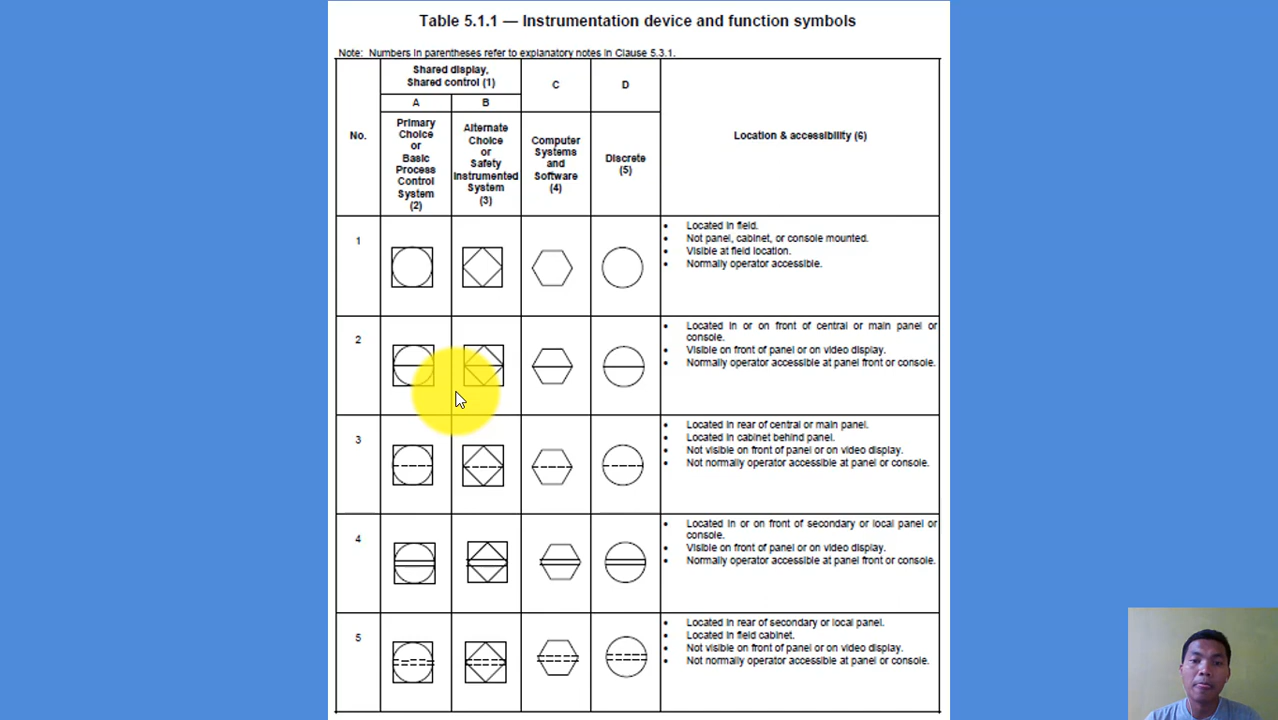 Table 5.1.1 — Instrumentation device and function symbols
Note: Numbers in parentheses refer to explanatory notes in Clause 5.3.1.
No.
Shared display,
Shared control (1)
A
B
C
D
Primary
Choice
or
Basic
Process
Control
System
(2)
Alternate
Choice
or
Safety
Instrumented
System
(3)
Computer
Systems
and
Software
(4)
Discrete
(5)
Location & accessibility (6)
1
• Located in field.
• Not panel, cabinet, or console mounted.
• Visible at field location.
• Normally operator accessible.
2
• Located in or on front of central or main panel or
console.
• Visible on front of panel or on video display.
• Normally operator accessible at panel front or console.
3
• Located in rear of central or main panel.
• Located in cabinet behind panel.
• Not visible on front of panel or on video display.
• Not normally operator accessible at panel or console.
4
• Located in or on front of secondary or local panel or
console.
• Visible on front of panel or on video display.
• Normally operator accessible at panel front or console.
5
• Located in rear of secondary or local panel.
• Located in field cabinet.
• Not visible on front of panel or on video display.
• Not normally operator accessible at panel or console.